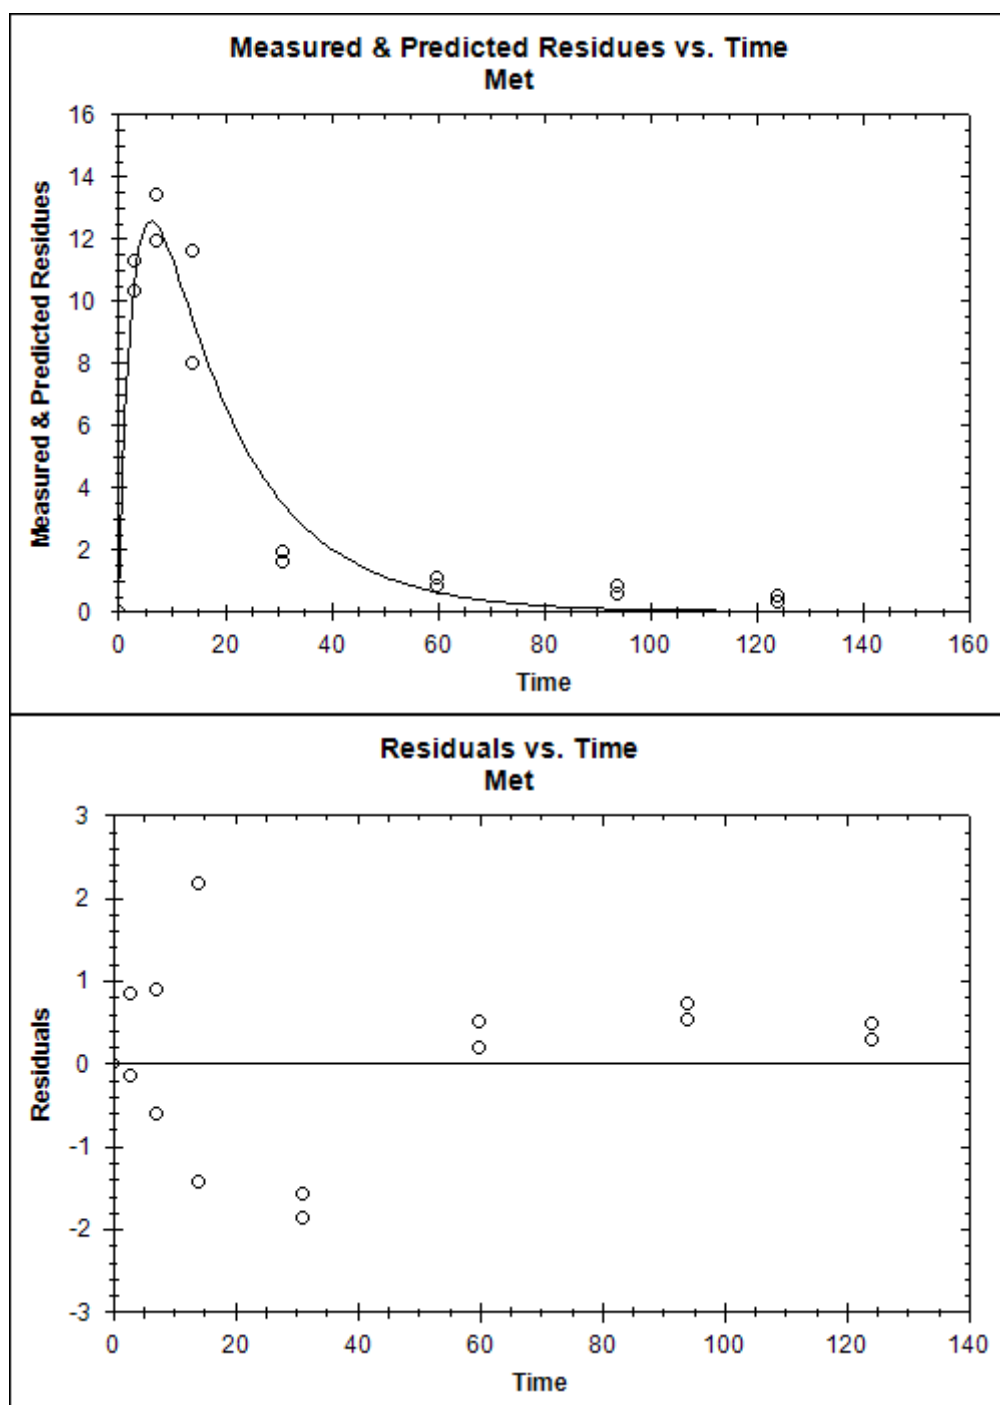 Measured & Predicted Residues vs. Time
Met
Measured & Predicted Residues
16
14
12
10
8
6
4
2
0
0 20 40 60 80 100 120 140 160
Time
Residuals vs. Time
Met
Residuals
3
2
1
0
-1
-2
-3
0 20 40 60 80 100 120 140
Time